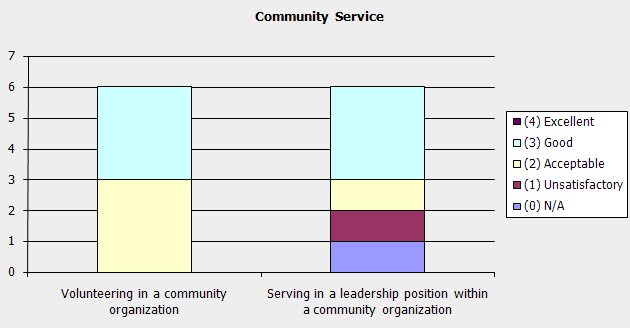 Community Service
7
6
5
4
3
2
1
0
Volunteering in a community
organization
Serving in a leadership position within
a community organization
(4) Excellent
(3) Good
(2) Acceptable
(1) Unsatisfactory
(0) N/A